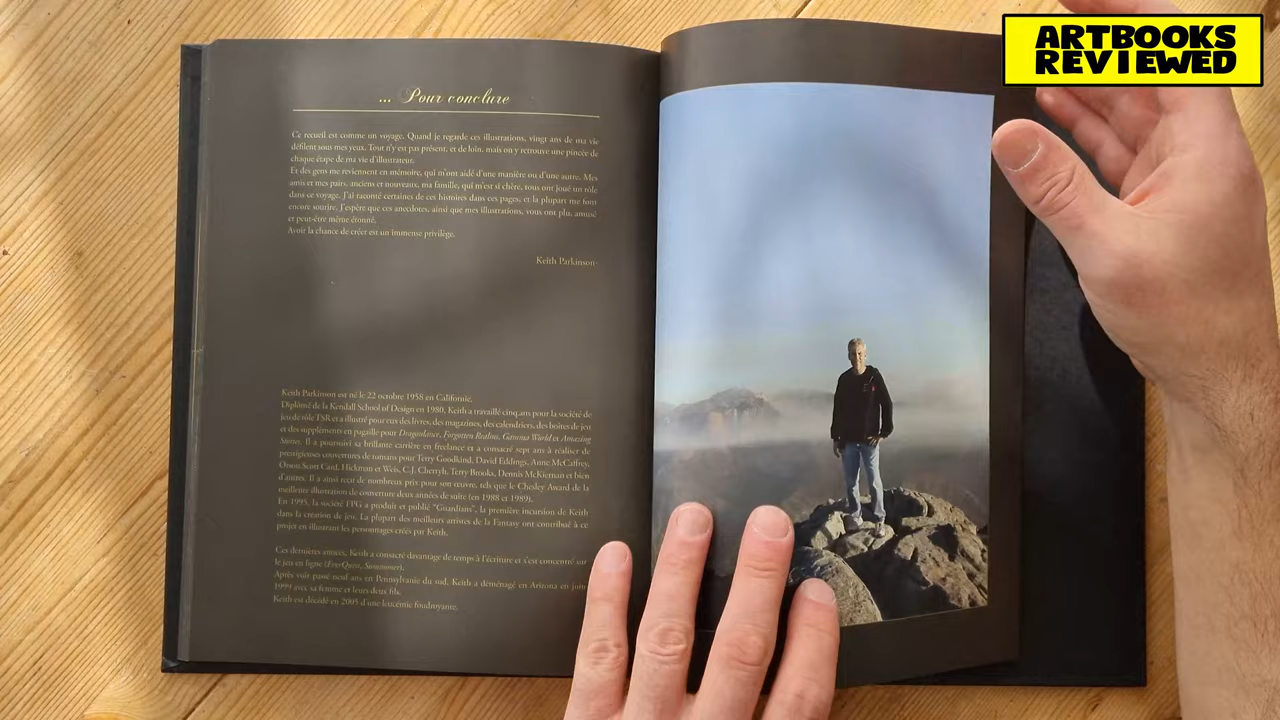 ... Pour conclure
Ce recueil est comme un voyage. Quand je regarde ces illustrations, vingt ans de ma vie
défilent sous mes yeux. Tout n'y est pas présent, et de loin, mais on y retrouve une pincée de
chaque étape de ma vie d'illustrateur.
Et des gens me reviennent en mémoire, qui m'ont aidé d'une manière ou d'une autre. Mes
amis et mes pairs, anciens et nouveaux, ma famille, qui m'est si chère, tous ont joué un rôle
dans ce voyage. J'ai raconté certaines de ces histoires dans ces pages, et la plupart me font
encore sourire. J'espère que ces anecdotes, ainsi que mes illustrations, vous ont plu, amusé
et peut-être même étonné.
Avoir la chance de créer est un immense privilège.
Keith Parkinson
Keith Parkinson est né le 22 octobre 1958 en Californie.
Diplômé de la Kendall School of Design en 1980, Keith a travaillé cinq ans pour la société de
jeu de rôle TSR et a illustré pour eux des livres, des magazines, des calendriers, des boîtes de jeu
et des suppléments en pagaille pour Dragonlance, Forgotten Realms, Gamma World et Amazing
Stories. Il a poursuivi sa brillante carrière en freelance et a consacré sept ans à réaliser de
prestigieuses couvertures de romans pour Terry Goodkind, David Eddings, Anne McCaffrey,
Orson Scott Card, Hickman et Weis, C.J. Cherryh, Terry Brooks, Dennis McKiernan et bien
d'autres. Il a ainsi reçu de nombreux prix pour son œuvre, tels que le Chesley Award de la
meilleure illustration de couverture deux années de suite (en 1988 et 1989).
En 1995, la société FPG a produit et publié "Guardians", la première incursion de Keith
dans la création de jeu. La plupart des meilleurs artistes de la Fantasy ont contribué à ce
projet en illustrant les personnages créés par Keith.
Ces dernières années, Keith a consacré davantage de temps à l'écriture et s'est concentré sur
le jeu en ligne (EverQuest, Summoner).
Après voir passé neuf ans en Pennsylvanie du sud, Keith a déménagé en Arizona en juin
1999 avec sa femme et leurs deux fils.
Keith est décédé en 2005 d'une leucémie foudroyante.
ARTBOOKS
REVIEWED